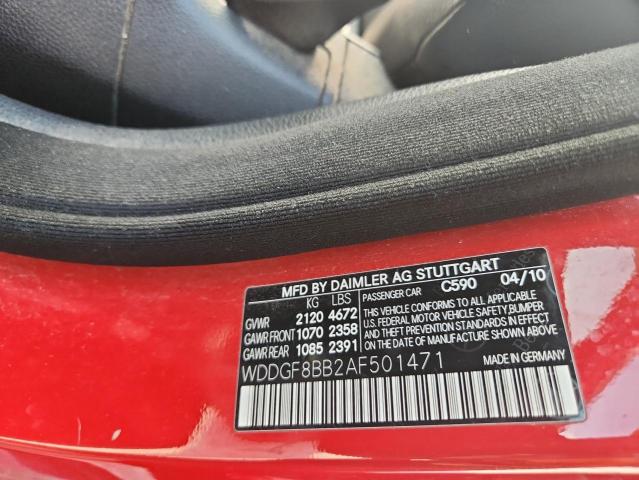 MFD BY DAIMLER AG STUTTGART
KG LBS PASSENGER CAR C590 04/10
GVWR 2120 4672
GAWR FRONT 1070 2358
GAWR REAR 1085 2391
THIS VEHICLE CONFORMS TO ALL APPLICABLE
U.S. FEDERAL MOTOR VEHICLE SAFETY,BUMPER
AND THEFT PREVENTION STANDARDS IN EFFECT ON
THE DATE OF MANUFACTURE SHOWN ABOVE.
WDDGF8BB2AF501471 MADE IN GERMANY